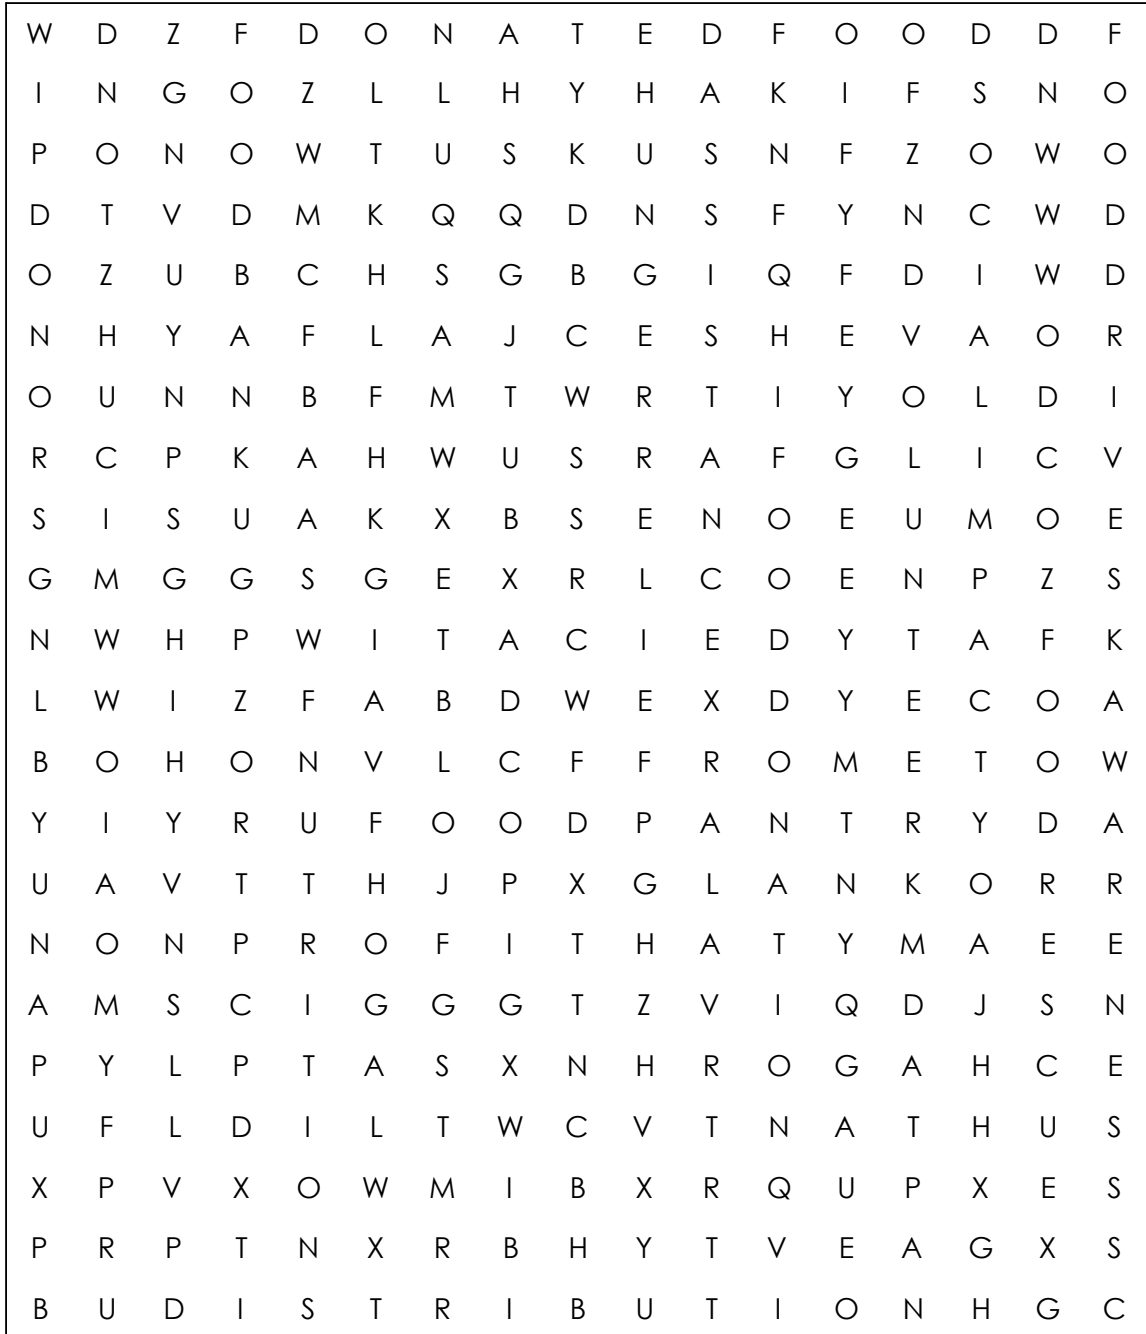 W D Z F D O N A T E D F O O D D F
I N G O Z L L H Y H A K I F S N O
P O N O W T U S K U S N F Z O W O
D T V D M K Q Q D N S F Y N C W D
O Z U B C H S G B G I Q F D I W D
N H Y A F L A J C E S H E V A O R
O U N N B F M T W R T I Y O L D I
R C P K A H W U S R A F G L I C V
S I S U A K X B S E N O E U M O E
G M G G S G E X R L C O E N P Z S
N W H P W I T A C I E D Y T A F K
L W I Z F A B D W E X D Y E C O A
B O H O N V L C F F R O M E T O W
Y I Y R U F O O D P A N T R Y D A
U A V T T H J P X G L A N K O R R
N O N P R O F I T H A T Y M A E E
A M S C I G G G T Z V I Q D J S N
P Y L P T A S X N H R O G A H C E
U F L D I L T W C V T N A T H U S
X P V X O W M I B X R Q U P X E S
P R P T N X R B H Y T V E A G X S
B U D I S T R I B U T I O N H G C